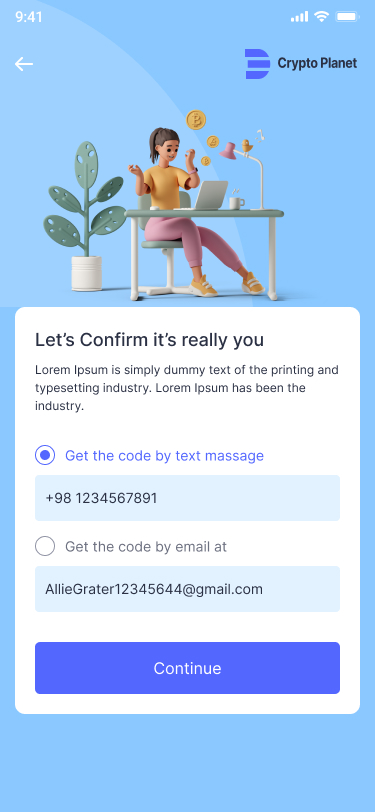 9:41
Crypto Planet
Let’s Confirm it’s really you
Lorem Ipsum is simply dummy text of the printing and
typesetting industry. Lorem Ipsum has been the
industry.
Get the code by text massage
+98 1234567891
Get the code by email at
AllieGrater12345644@gmail.com
Continue